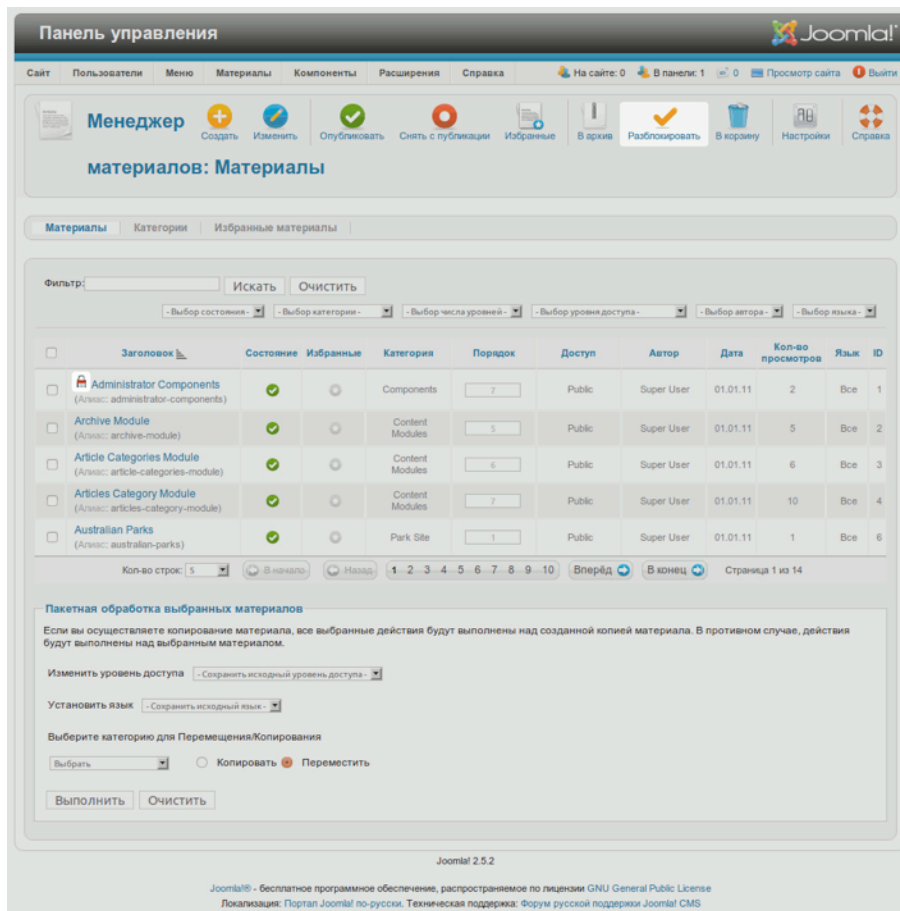 Панель управления
Joomla!
Сайт Пользователи Меню Материалы Компоненты Расширения Справка На сайте: 0 В панели: 1 0 Просмотр сайта Выйти
Менеджер материалов: Материалы
Создать Изменить Опубликовать Снять с публикации Избранные В архив Разблокировать В корзину Настройки Справка
Материалы Категории Избранные материалы
Фильтр: Искать Очистить
- Выбор состояния - - Выбор категории - - Выбор числа уровней - - Выбор уровня доступа - - Выбор автора - - Выбор языка -
Заголовок Состояние Избранные Категория Порядок Доступ Автор Дата Кол-во просмотров Язык ID
Administrator Components Components 2 Public Super User 01.01.11 2 Все 1
(Алиас: administrator-components)
Archive Module Content Modules 5 Public Super User 01.01.11 5 Все 2
(Алиас: archive-module)
Article Categories Module Content Modules 6 Public Super User 01.01.11 6 Все 3
(Алиас: article-categories-module)
Articles Category Module Content Modules 7 Public Super User 01.01.11 10 Все 4
(Алиас: articles-category-module)
Australian Parks Park Site 1 Public Super User 01.01.11 1 Все 6
(Алиас: australian-parks)
Кол-во строк: 5 В начало Назад 1 2 3 4 5 6 7 8 9 10 Вперёд В конец Страница 1 из 14
Пакетная обработка выбранных материалов
Если вы осуществляете копирование материала, все выбранные действия будут выполнены над созданной копией материала. В противном случае, действия
будут выполнены над выбранным материалом.
Изменить уровень доступа - Сохранить исходный уровень доступа -
Установить язык - Сохранить исходный язык -
Выберите категорию для Перемещения/Копирования
Выбрать Копировать Переместить
Выполнить Очистить
Joomla! 2.5.2
Joomla!® - бесплатное программное обеспечение, распространяемое по лицензии GNU General Public License
Локализация: Портал Joomla! по-русски. Техническая поддержка: Форум русской поддержки Joomla! CMS